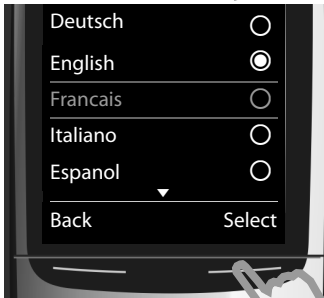 Deutsch
English
Francais
Italiano
Espanol
Back Select